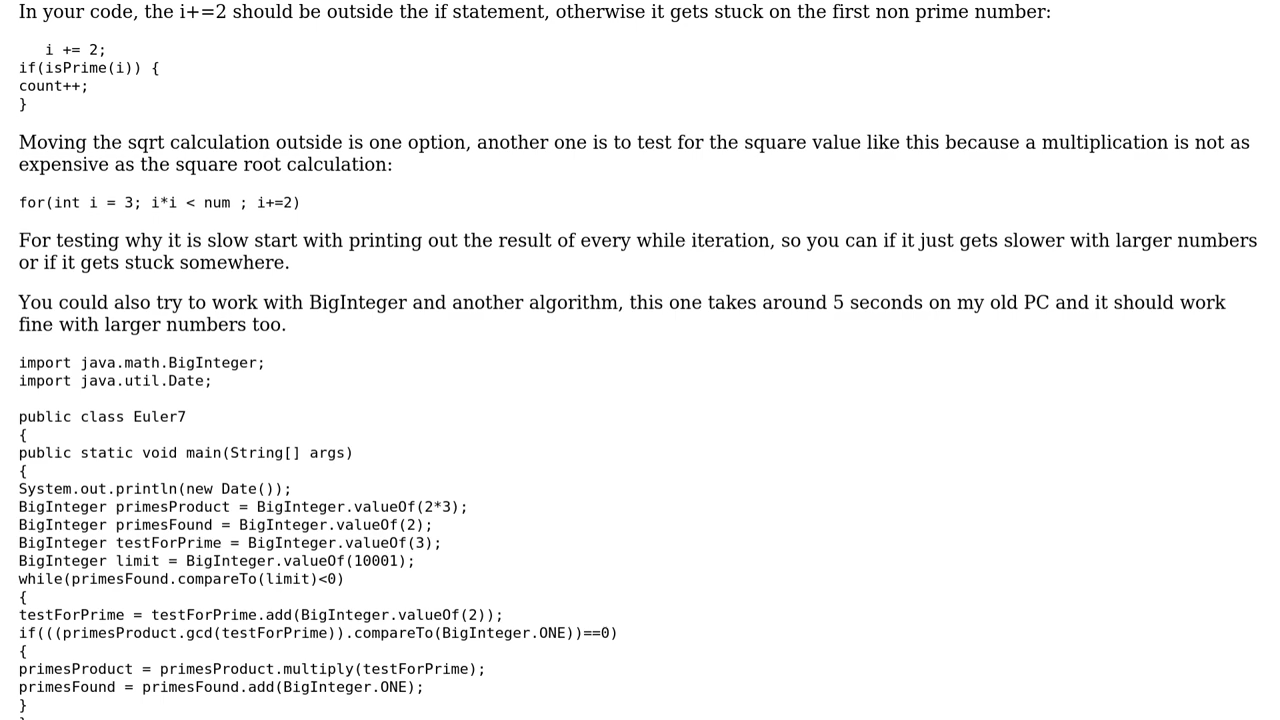 In your code, the i+=2 should be outside the if statement, otherwise it gets stuck on the first non prime number:
i += 2;
if(isPrime(i)) {
count++;
}
Moving the sqrt calculation outside is one option, another one is to test for the square value like this because a multiplication is not as
expensive as the square root calculation:
for(int i = 3; i*i < num ; i+=2)
For testing why it is slow start with printing out the result of every while iteration, so you can if it just gets slower with larger numbers
or if it gets stuck somewhere.
You could also try to work with BigInteger and another algorithm, this one takes around 5 seconds on my old PC and it should work
fine with larger numbers too.
import java.math.BigInteger;
import java.util.Date;
public class Euler7
{
public static void main(String[] args)
{
System.out.println(new Date());
BigInteger primesProduct = BigInteger.valueOf(2*3);
BigInteger primesFound = BigInteger.valueOf(2);
BigInteger testForPrime = BigInteger.valueOf(3);
BigInteger limit = BigInteger.valueOf(10001);
while(primesFound.compareTo(limit)<0)
{
testForPrime = testForPrime.add(BigInteger.valueOf(2));
if(((primesProduct.gcd(testForPrime)).compareTo(BigInteger.ONE))==0)
{
primesProduct = primesProduct.multiply(testForPrime);
primesFound = primesFound.add(BigInteger.ONE);
}